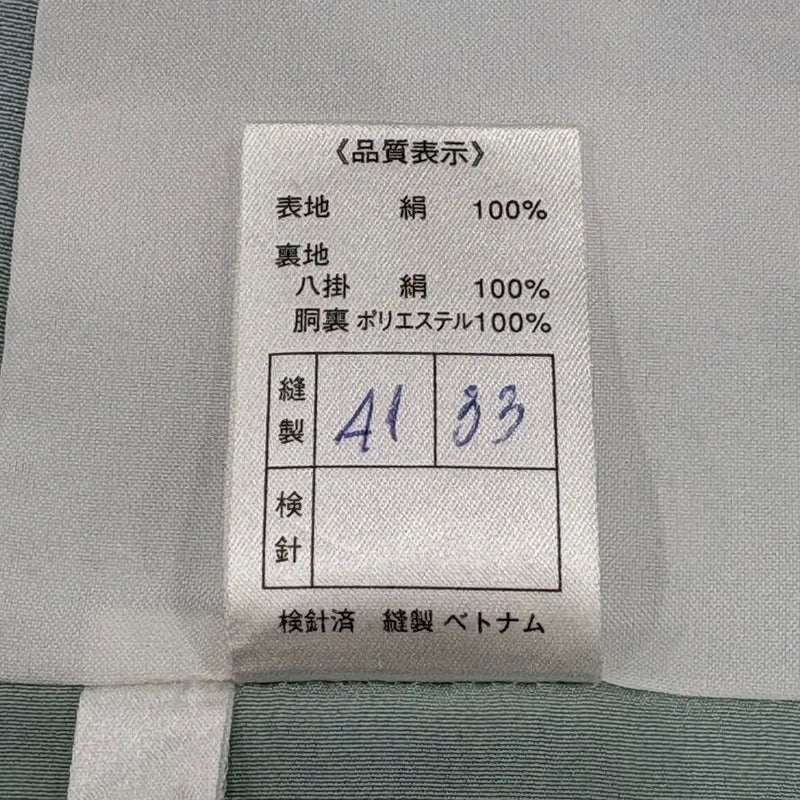 《品質表示》
表地 絹 100%
裏地
八掛 絹 100%
胴裏 ポリエステル100%
縫製 A1 33
検針
検針済 縫製 ベトナム